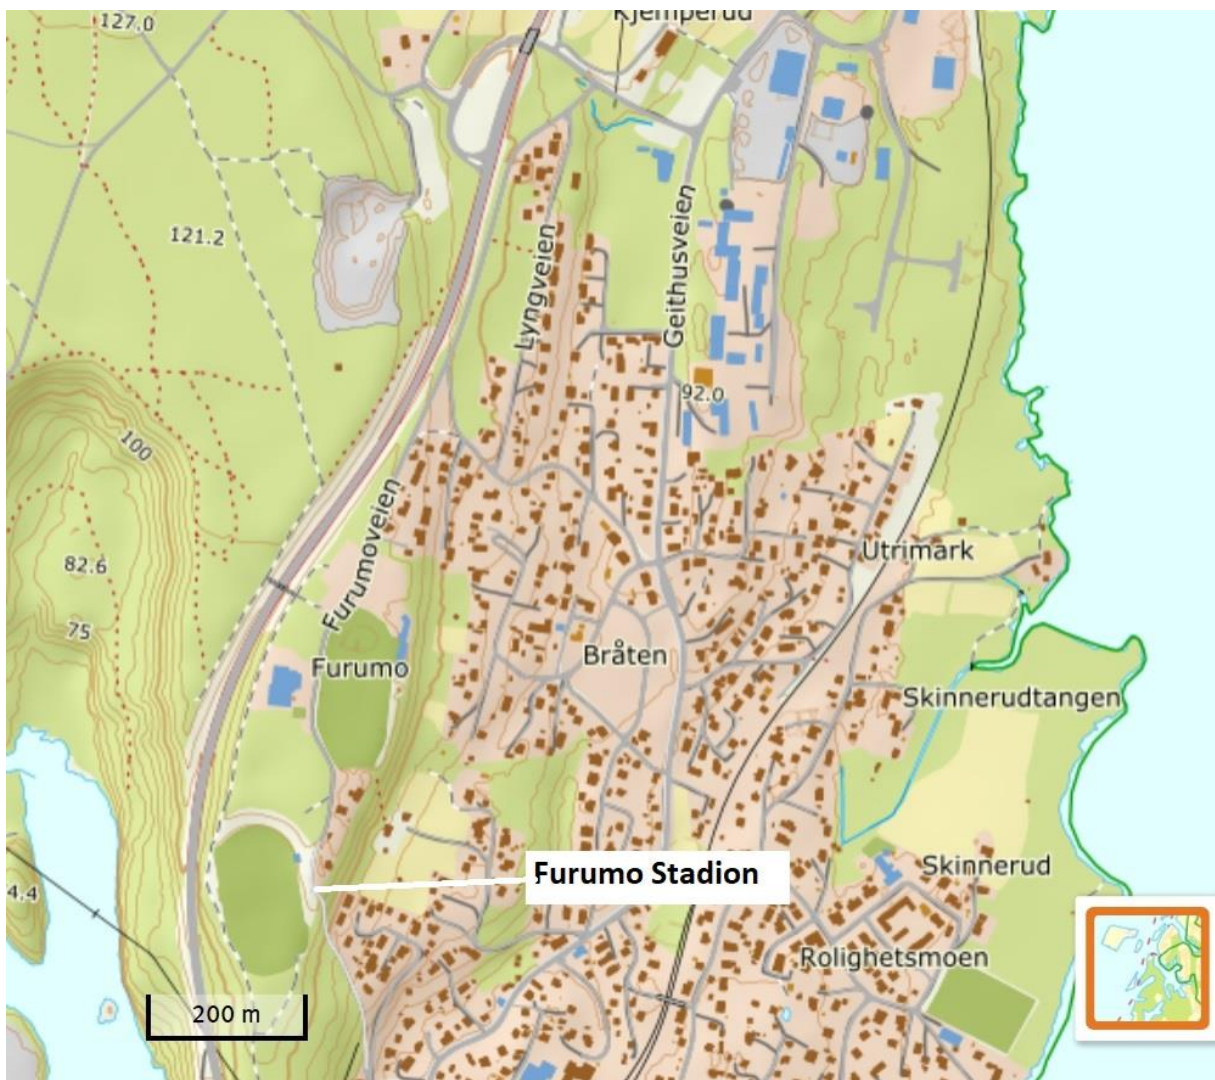 127.0
Kjemperud
121.2
Lyngveien
Geithusveien
92.0
100
Furumoveien
Utrimark
82.6
75
Furumo
Bråten
Skinnerudtangen
Furumo Stadion
Skinnerud
4.4
Rolighetsmoen
200 m